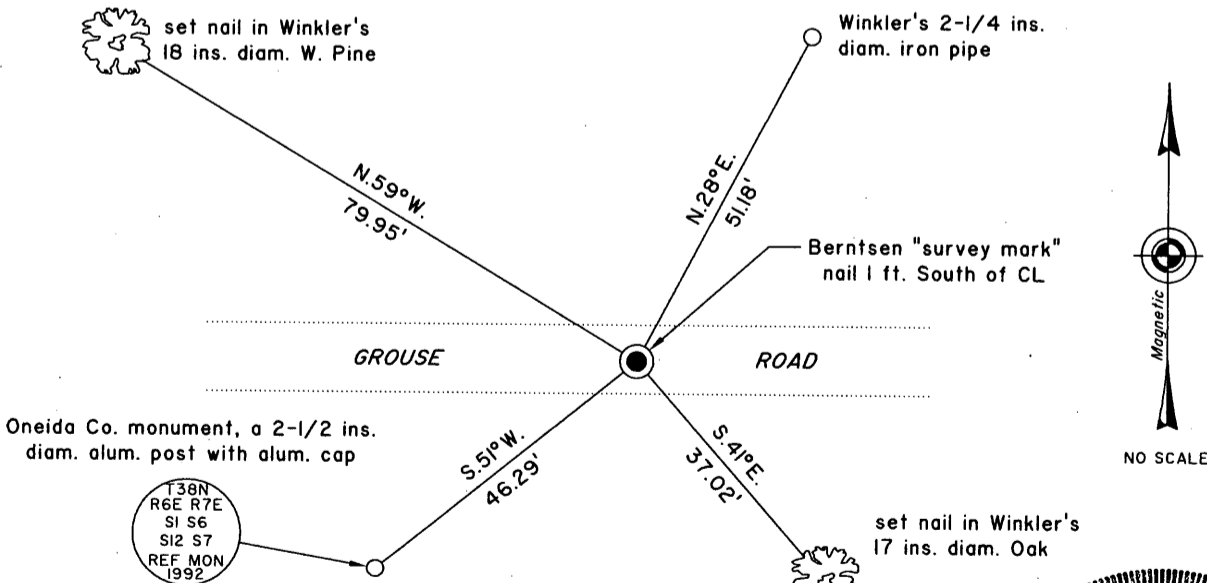 set nail in Winkler's
18 ins. diam. W. Pine
Winkler's 2-1/4 ins.
diam. iron pipe
N.59°W.
79.95'
N.28°E.
51.18'
Berntsen "survey mark"
nail 1 ft. South of CL
Magnetic
NO SCALE
GROUSE ROAD
Oneida Co. monument, a 2-1/2 ins.
diam. alum. post with alum. cap
T38N
R6E R7E
S1 S6
S12 S7
REF MON
1992
S.51°W.
46.29'
S.41°E.
37.02'
set nail in Winkler's
17 ins. diam. Oak